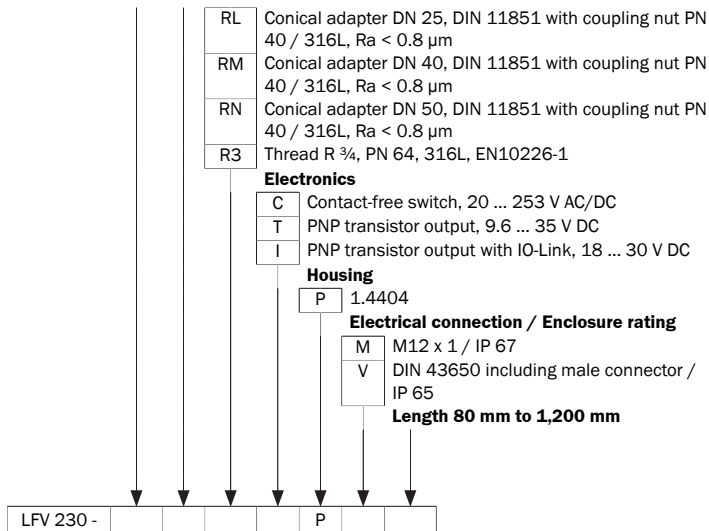 RL Conical adapter DN 25, DIN 11851 with coupling nut PN
40 / 316L, Ra < 0.8 µm
RM Conical adapter DN 40, DIN 11851 with coupling nut PN
40 / 316L, Ra < 0.8 µm
RN Conical adapter DN 50, DIN 11851 with coupling nut PN
40 / 316L, Ra < 0.8 µm
R3 Thread R ¾, PN 64, 316L, EN10226-1
Electronics
C Contact-free switch, 20 ... 253 V AC/DC
T PNP transistor output, 9.6 ... 35 V DC
I PNP transistor output with IO-Link, 18 ... 30 V DC
Housing
P 1.4404
Electrical connection / Enclosure rating
M M12 x 1 / IP 67
V DIN 43650 including male connector /
IP 65
Length 80 mm to 1,200 mm
LFV 230 - P